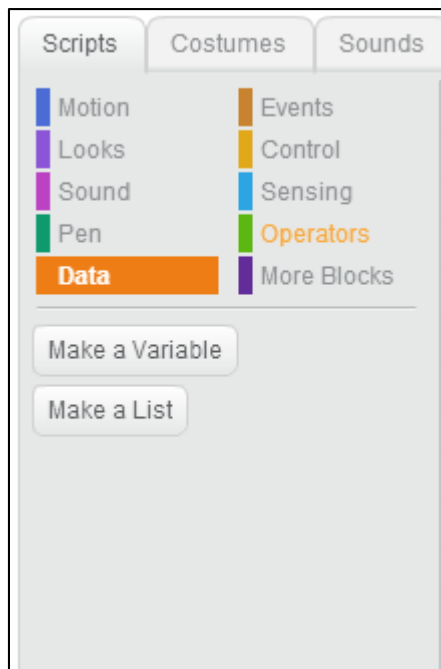 Scripts Costumes Sounds
Motion Events
Looks Control
Sound Sensing
Pen Operators
Data More Blocks
Make a Variable
Make a List